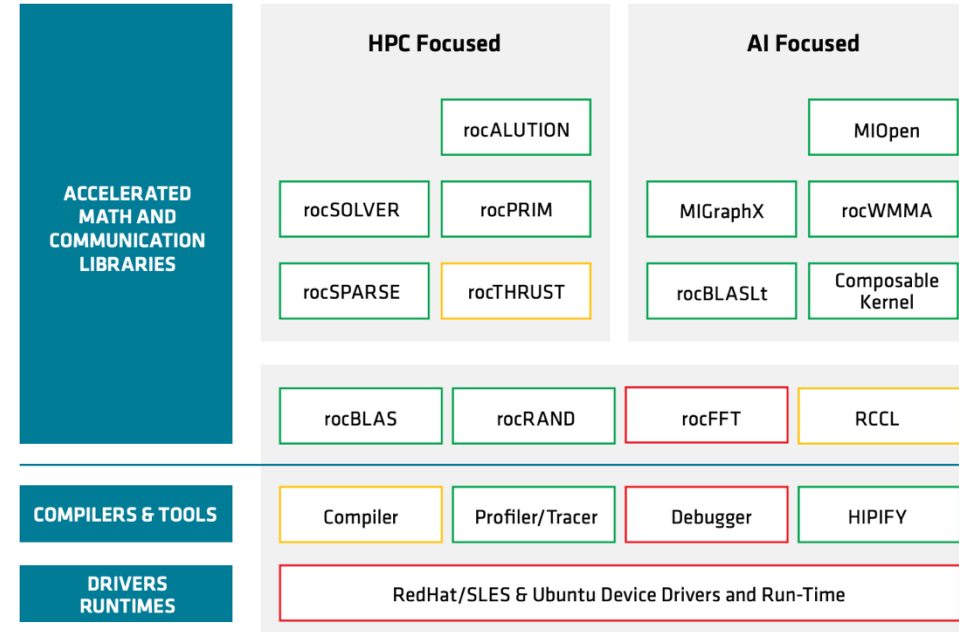 HPC Focused
AI Focused
ACCELERATED
MATH AND
COMMUNICATION
LIBRARIES
rocALUTION
MIOpen
rocSOLVER
rocPRIM
MIGraphX
rocWMMA
rocSPARSE
rocTHRUST
rocBLASLt
Composable
Kernel
rocBLAS
rocRAND
rocFFT
RCCL
COMPILERS & TOOLS
Compiler
Profiler/Tracer
Debugger
HIPIFY
DRIVERS
RUNTIMES
RedHat/SLES & Ubuntu Device Drivers and Run-Time